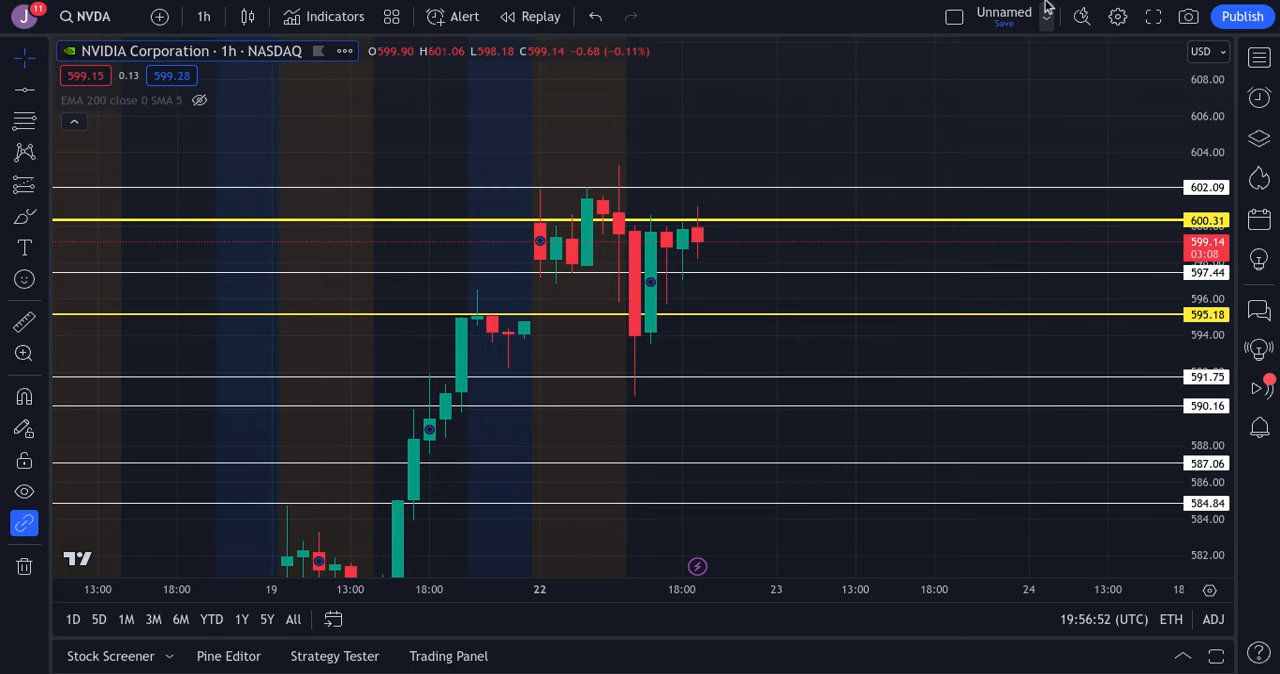 J 11 NVDA 1h Indicators Alert Replay Unnamed Save Publish
NVIDIA Corporation · 1h · NASDAQ O599.90 H601.06 L598.18 C599.14 −0.68 (−0.11%) USD
599.15 0.13 599.28
EMA 200 close 0 SMA 5
608.00
606.00
604.00
602.09
600.31
599.14
03:08
597.44
596.00
595.18
594.00
591.75
590.16
588.00
587.06
586.00
584.84
584.00
582.00
13:00 18:00 19 13:00 18:00 22 18:00 23 13:00 18:00 24 13:00 18
1D 5D 1M 3M 6M YTD 1Y 5Y All 19:56:52 (UTC) ETH ADJ
Stock Screener Pine Editor Strategy Tester Trading Panel